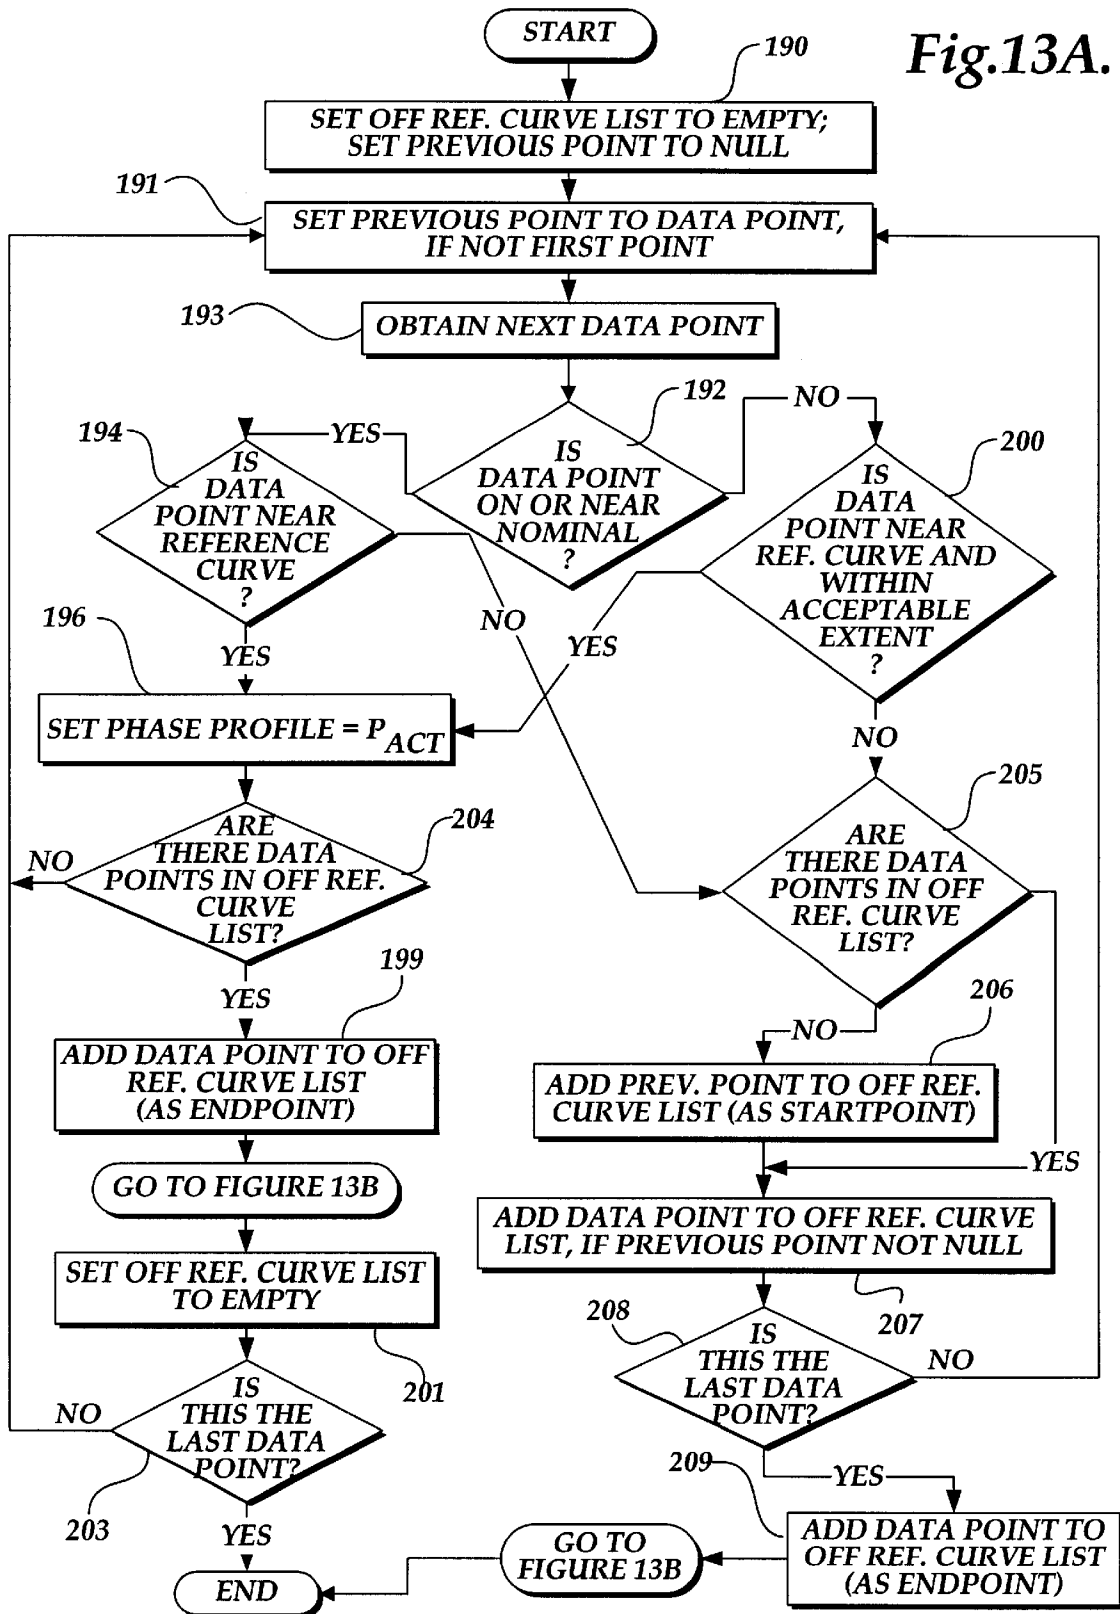 START
Fig.13A.
190
SET OFF REF. CURVE LIST TO EMPTY;
SET PREVIOUS POINT TO NULL
191
SET PREVIOUS POINT TO DATA POINT,
IF NOT FIRST POINT
193
OBTAIN NEXT DATA POINT
192
IS
DATA POINT
ON OR NEAR
NOMINAL
?
YES
NO
194
IS
DATA
POINT NEAR
REFERENCE
CURVE
?
200
IS
DATA
POINT NEAR
REF. CURVE AND
WITHIN
ACCEPTABLE
EXTENT
?
NO
YES
YES
NO
196
SET PHASE PROFILE = P ACT
204
ARE
THERE DATA
POINTS IN OFF REF.
CURVE
LIST?
NO
YES
205
ARE
THERE DATA
POINTS IN OFF
REF. CURVE
LIST?
NO
YES
199
ADD DATA POINT TO OFF
REF. CURVE LIST
(AS ENDPOINT)
206
ADD PREV. POINT TO OFF REF.
CURVE LIST (AS STARTPOINT)
GO TO FIGURE 13B
ADD DATA POINT TO OFF REF. CURVE
LIST, IF PREVIOUS POINT NOT NULL
207
SET OFF REF. CURVE LIST
TO EMPTY
201
208
IS
THIS THE
LAST DATA
POINT?
NO
YES
IS
THIS THE
LAST DATA
POINT?
NO
203
YES
209
ADD DATA POINT TO
OFF REF. CURVE LIST
(AS ENDPOINT)
GO TO
FIGURE 13B
END